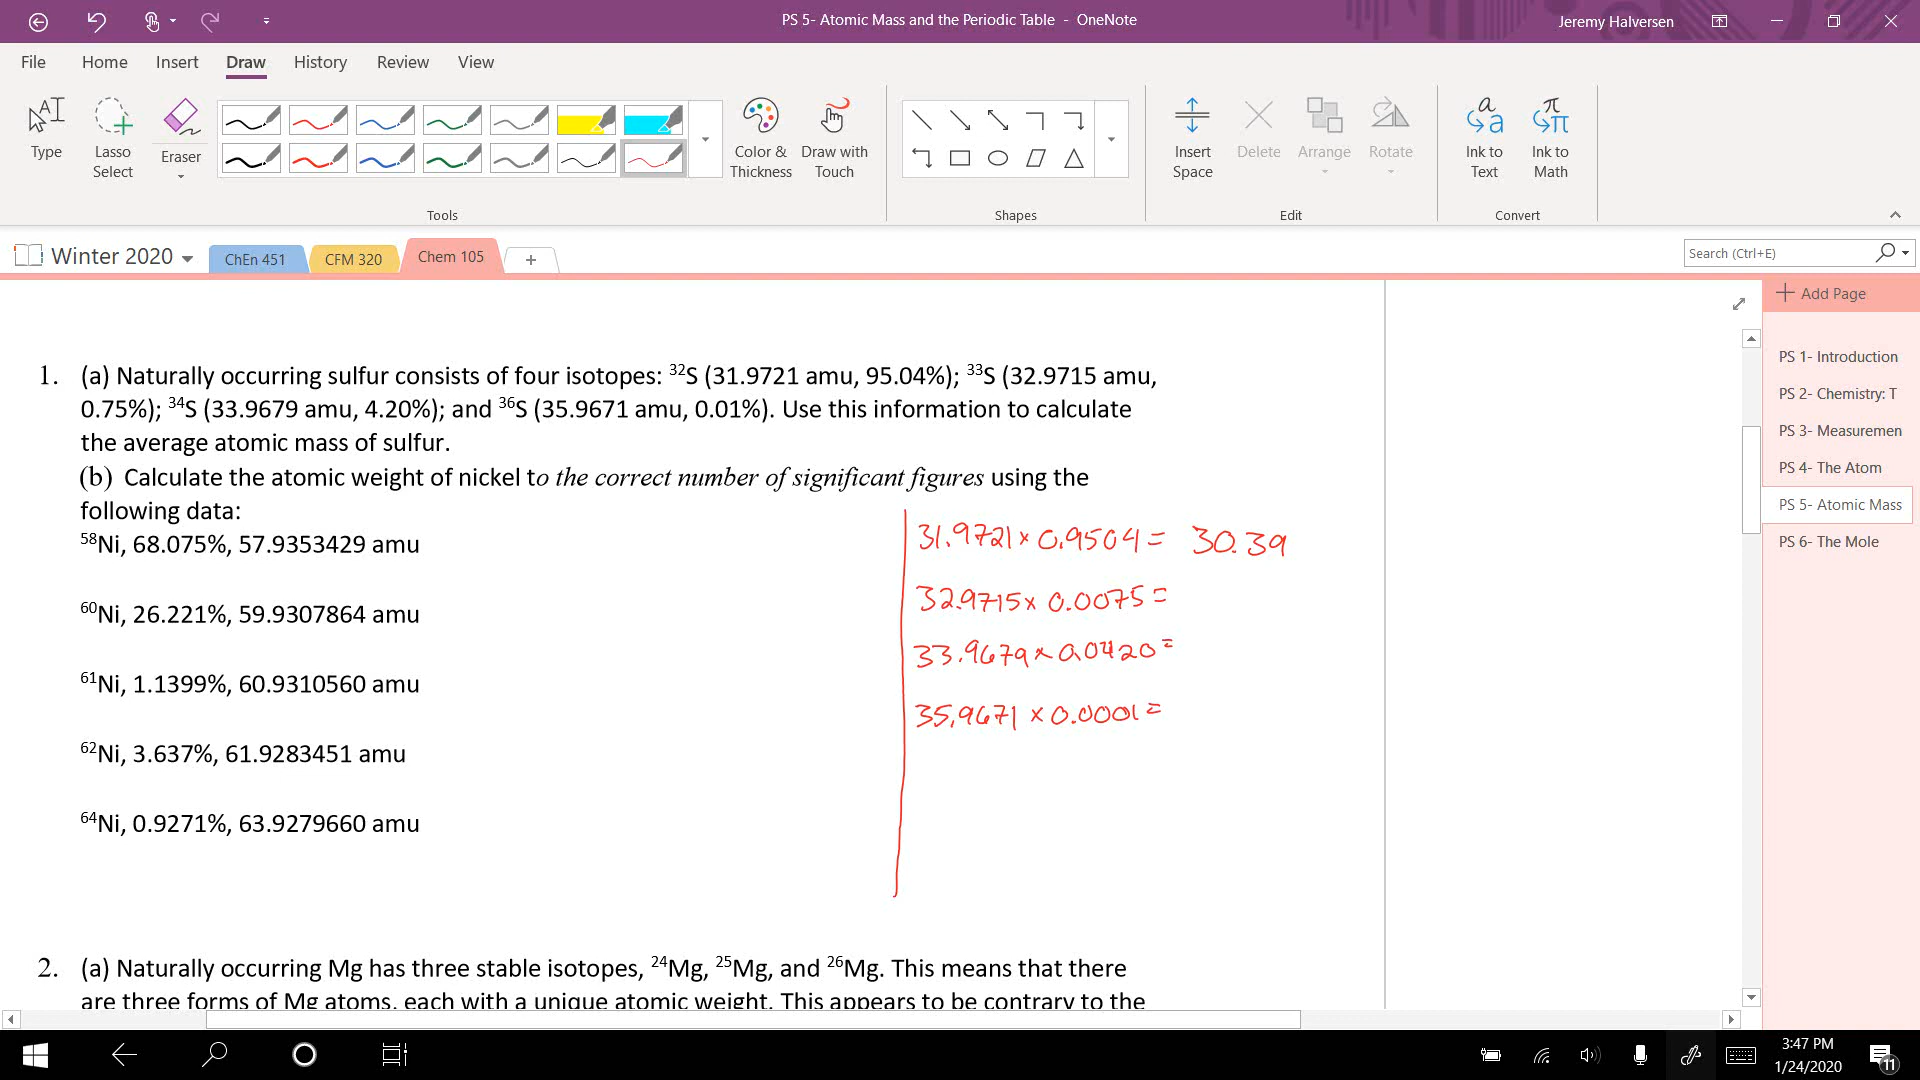 PS 5- Atomic Mass and the Periodic Table - OneNote
Jeremy Halversen
File Home Insert Draw History Review View
Type
Lasso Select
Eraser
Color & Thickness
Draw with Touch
Insert Space
Delete
Arrange
Rotate
Ink to Text
Ink to Math
Tools Shapes Edit Convert
Winter 2020 ChEn 451 CFM 320 Chem 105 +
Search (Ctrl+E)
Add Page
PS 1- Introduction
PS 2- Chemistry: T
PS 3- Measuremen
PS 4- The Atom
PS 5- Atomic Mass
PS 6- The Mole
1. (a) Naturally occurring sulfur consists of four isotopes: ³²S (31.9721 amu, 95.04%); ³³S (32.9715 amu,
0.75%); ³⁴S (33.9679 amu, 4.20%); and ³⁶S (35.9671 amu, 0.01%). Use this information to calculate
the average atomic mass of sulfur.
(b) Calculate the atomic weight of nickel to the correct number of significant figures using the
following data:
⁵⁸Ni, 68.075%, 57.9353429 amu
⁶⁰Ni, 26.221%, 59.9307864 amu
⁶¹Ni, 1.1399%, 60.9310560 amu
⁶²Ni, 3.637%, 61.9283451 amu
⁶⁴Ni, 0.9271%, 63.9279660 amu
31.9721 × 0.9504 = 30.39
32.9715 × 0.0075 =
33.9679 × 0.0420 =
35.9671 × 0.0001 =
2. (a) Naturally occurring Mg has three stable isotopes, ²⁴Mg, ²⁵Mg, and ²⁶Mg. This means that there
are three forms of Mg atoms, each with a unique atomic weight. This appears to be contrary to the
3:47 PM
1/24/2020
11